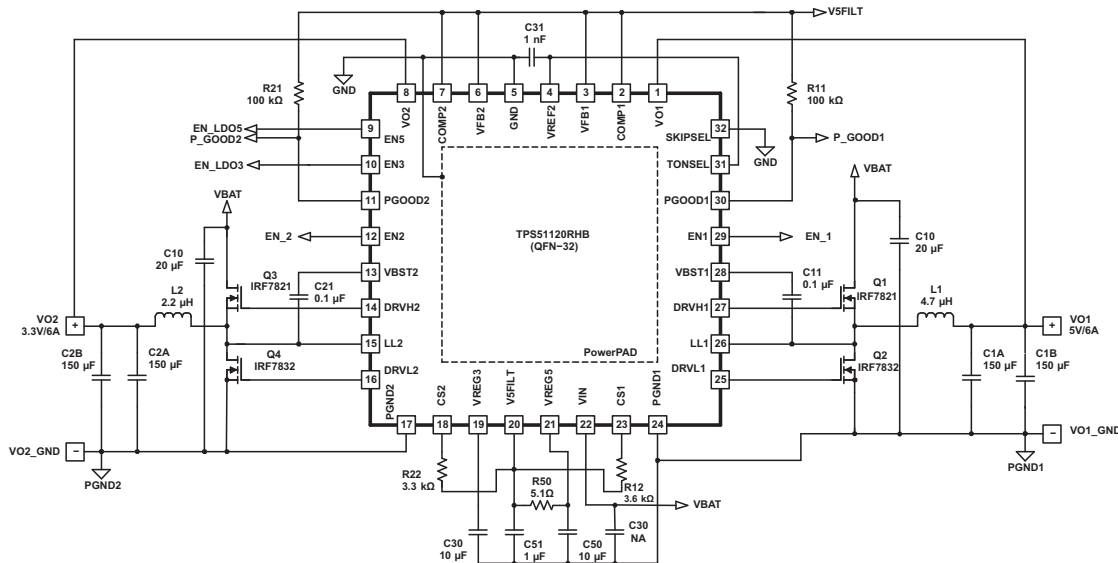 V5FILT
C31
1 nF
R21
100 kΩ
GND
R11
100 kΩ
8
7
6
5
4
3
2
1
VO2
COMP2
VFB2
GND
VREF2
VFB1
COMP1
VO1
EN_LDO5
P_GOOD2
9
EN5
SKIPSEL
32
GND
P_GOOD1
EN_LDO3
10
EN3
TONSEL
31
VBAT
11
PGOOD2
PGOOD1
30
VBAT
TPS51120RHB
(QFN−32)
EN_2
12
EN2
EN1
29
EN_1
C10
20 µF
13
VBST2
VBST1
28
C10
20 µF
Q3
IRF7821
C21
0.1 µF
C11
0.1 µF
Q1
IRF7821
L2
2.2 µH
14
DRVH2
DRVH1
27
L1
4.7 µH
VO2
3.3V/6A
+
15
LL2
LL1
26
+
VO1
5V/6A
C2B
150 µF
C2A
150 µF
Q4
IRF7832
PowerPAD
Q2
IRF7832
C1A
150 µF
C1B
150 µF
16
DRVL2
DRVL1
25
PGND2
CS2
VREG3
V5FILT
VREG5
VIN
CS1
PGND1
17
18
19
20
21
22
23
24
VO2_GND
−
−
VO1_GND
PGND2
PGND1
R22
3.3 kΩ
R50
5.1Ω
R12
3.6 kΩ
VBAT
C30
10 µF
C51
1 µF
C50
10 µF
C30
NA